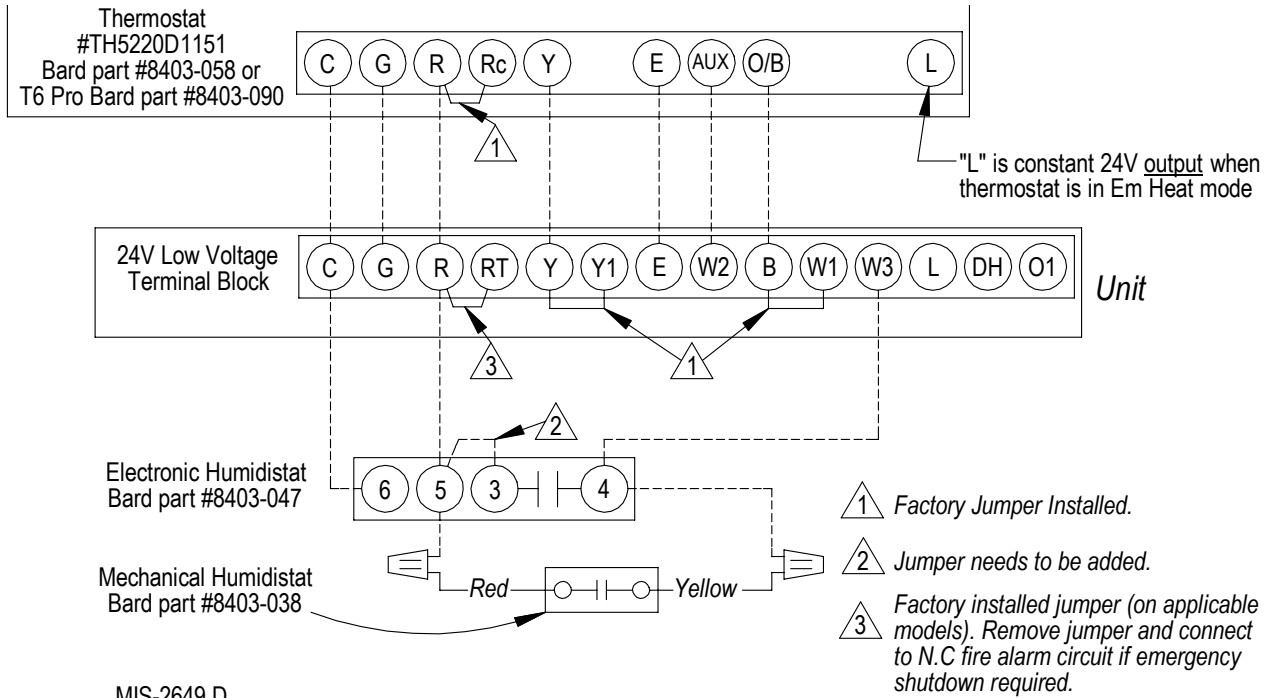 Thermostat
#TH5220D1151
Bard part #8403-058 or
T6 Pro Bard part #8403-090
C G R Rc Y E AUX O/B L
1
"L" is constant 24V output when
thermostat is in Em Heat mode
24V Low Voltage
Terminal Block
C G R RT Y Y1 E W2 B W1 W3 L DH O1
Unit
3
1
2
Electronic Humidistat
Bard part #8403-047
6 5 3 4
Mechanical Humidistat
Bard part #8403-038
Red
Yellow
1 Factory Jumper Installed.
2 Jumper needs to be added.
3 Factory installed jumper (on applicable
models). Remove jumper and connect
to N.C fire alarm circuit if emergency
shutdown required.
MIS-2649 D